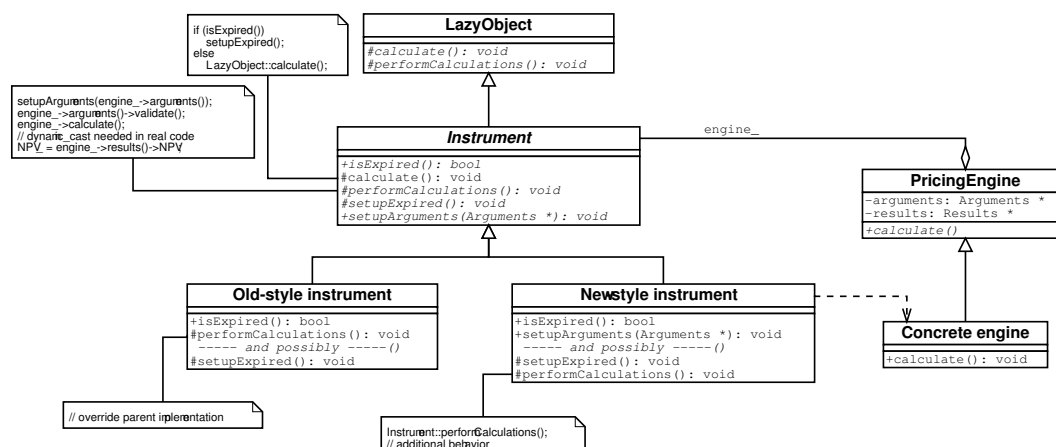 LazyObject
#calculate(): void
#performCalculations(): void
if (isExpired())
setupExpired();
else
LazyObject::calculate();
setupArguments(engine_->arguments());
engine_->arguments()->validate();
engine_->calculate();
// dynamic_cast needed in real code
NPV_ = engine_->results()->NPV;
Instrument
+isExpired(): bool
#calculate(): void
#performCalculations(): void
#setupExpired(): void
+setupArguments(Arguments *): void
engine_
PricingEngine
-arguments: Arguments *
-results: Results *
+calculate()
Old-style instrument
+isExpired(): bool
#performCalculations(): void
----- and possibly -----()
#setupExpired(): void
New-style instrument
+isExpired(): bool
+setupArguments(Arguments *): void
----- and possibly -----()
#setupExpired(): void
#performCalculations(): void
Concrete engine
+calculate(): void
// override parent implementation
Instrument::performCalculations();
// additional behavior